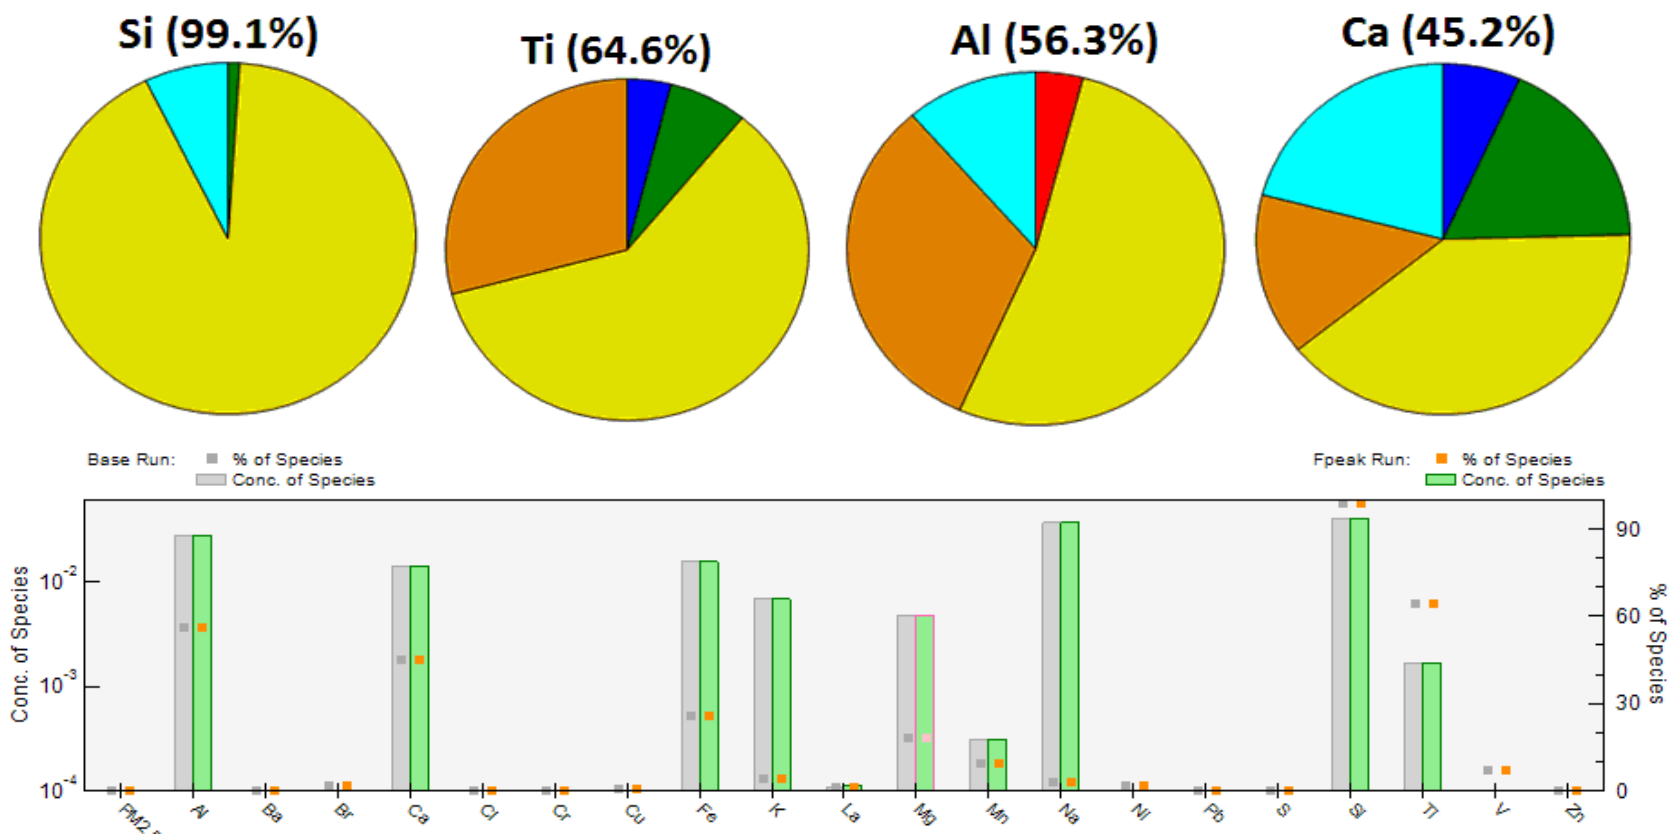 Si (99.1%)
Ti (64.6%)
Al (56.3%)
Ca (45.2%)
Base Run:
% of Species
Conc. of Species
Fpeak Run:
% of Species
Conc. of Species
Conc. of Species
10⁻²
10⁻³
10⁻⁴
90
60
30
0
% of Species
PM2.5
Al
Ba
Br
Ca
Cl
Cr
Cu
Fe
K
La
Mg
Mn
Na
Ni
Pb
S
Si
Ti
V
Zn